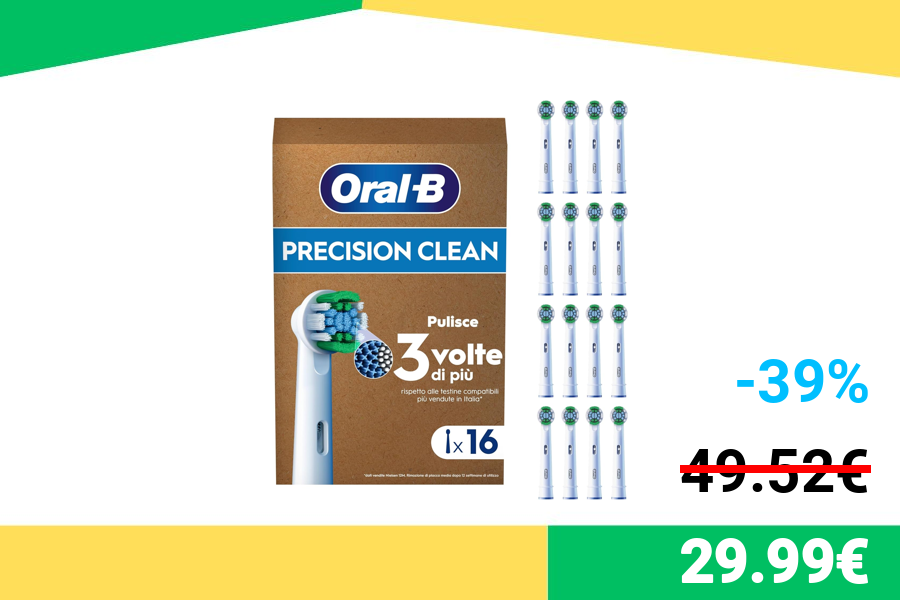 Oral-B
PRECISION CLEAN
Pulisce
3 volte
di più
rispetto alle testine compatibili
più vendute in Italia*
x 16
-39%
49.52€
29.99€